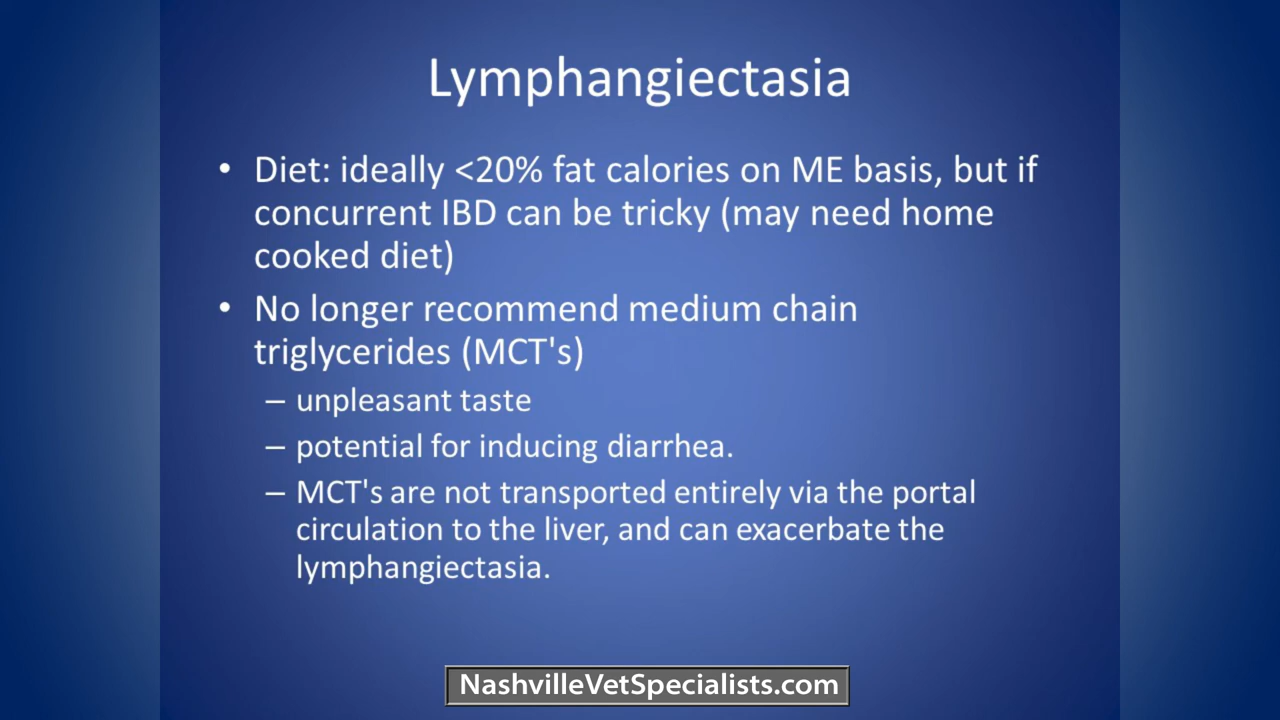 Lymphangiectasia
• Diet: ideally <20% fat calories on ME basis, but if
concurrent IBD can be tricky (may need home
cooked diet)
• No longer recommend medium chain
triglycerides (MCT's)
– unpleasant taste
– potential for inducing diarrhea.
– MCT's are not transported entirely via the portal
circulation to the liver, and can exacerbate the
lymphangiectasia.
NashvilleVetSpecialists.com